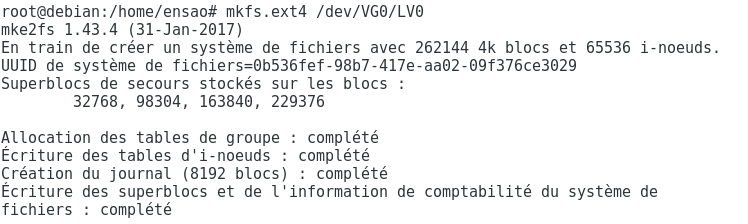 root@debian:/home/ensao# mkfs.ext4 /dev/VG0/LV0
mke2fs 1.43.4 (31-Jan-2017)
En train de créer un système de fichiers avec 262144 4k blocs et 65536 i-noeuds.
UUID de système de fichiers=0b536fef-98b7-417e-aa02-09f376ce3029
Superblocs de secours stockés sur les blocs :
        32768, 98304, 163840, 229376

Allocation des tables de groupe : complété
Écriture des tables d'i-noeuds : complété
Création du journal (8192 blocs) : complété
Écriture des superblocs et de l'information de comptabilité du système de
fichiers : complété